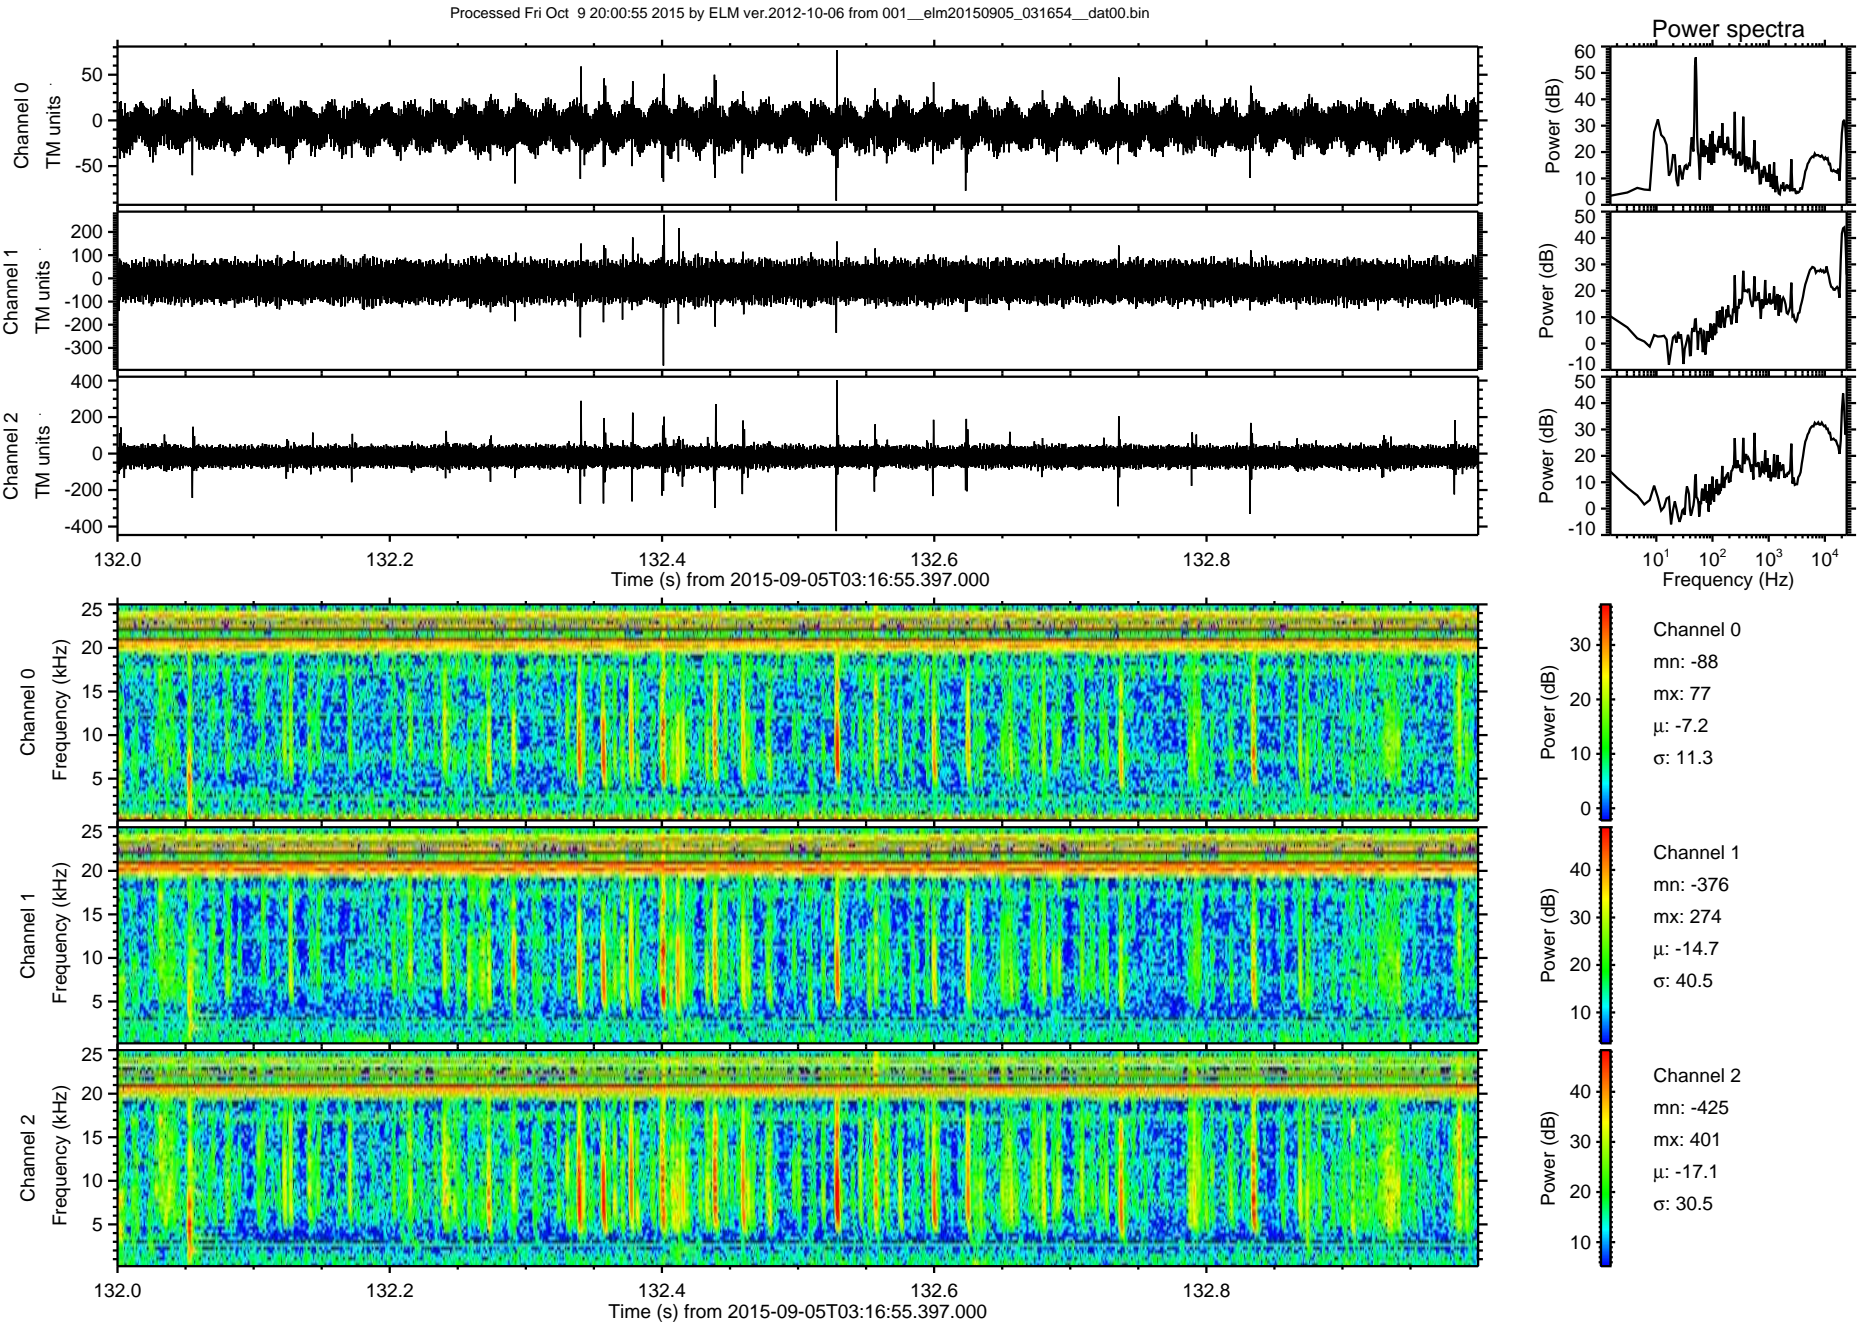 Processed Fri Oct  9 20:00:55 2015 by ELM ver.2012-10-06 from 001__elm20150905_031654__dat00.bin
Power spectra
Channel 0
TM units
50
0
-50
Power (dB)
60
50
40
30
20
10
0
Channel 1
TM units
200
100
0
-100
-200
-300
Power (dB)
50
40
30
20
10
0
-10
Channel 2
TM units
400
200
0
-200
-400
Power (dB)
50
40
30
20
10
0
-10
132.0 132.2 132.4 132.6 132.8
Time (s) from 2015-09-05T03:16:55.397.000
10¹ 10² 10³ 10⁴
Frequency (Hz)
Channel 0
Frequency (kHz)
25
20
15
10
5
Power (dB)
30
20
10
0
Channel 0
mn: -88
mx: 77
μ: -7.2
σ: 11.3
Channel 1
Frequency (kHz)
25
20
15
10
5
Power (dB)
40
30
20
10
Channel 1
mn: -376
mx: 274
μ: -14.7
σ: 40.5
Channel 2
Frequency (kHz)
25
20
15
10
5
Power (dB)
40
30
20
10
Channel 2
mn: -425
mx: 401
μ: -17.1
σ: 30.5
132.0 132.2 132.4 132.6 132.8
Time (s) from 2015-09-05T03:16:55.397.000